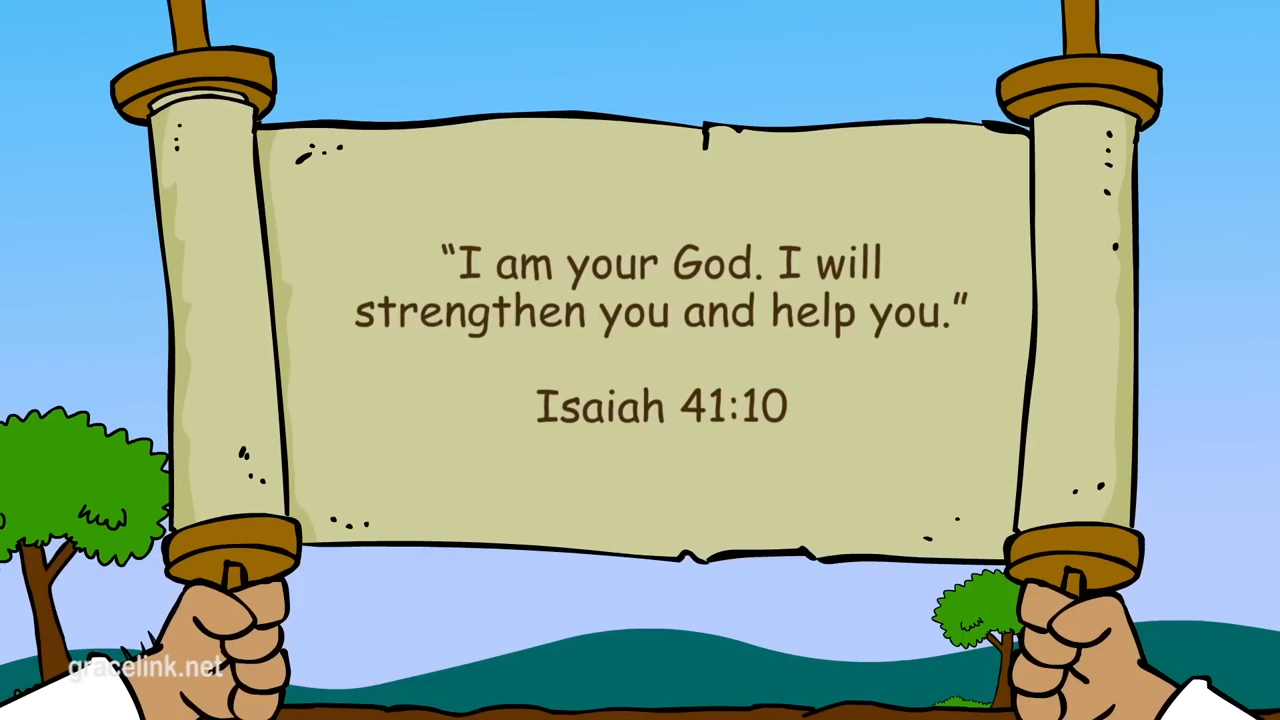 “I am your God. I will
strengthen you and help you.”
Isaiah 41:10
gracelink.net